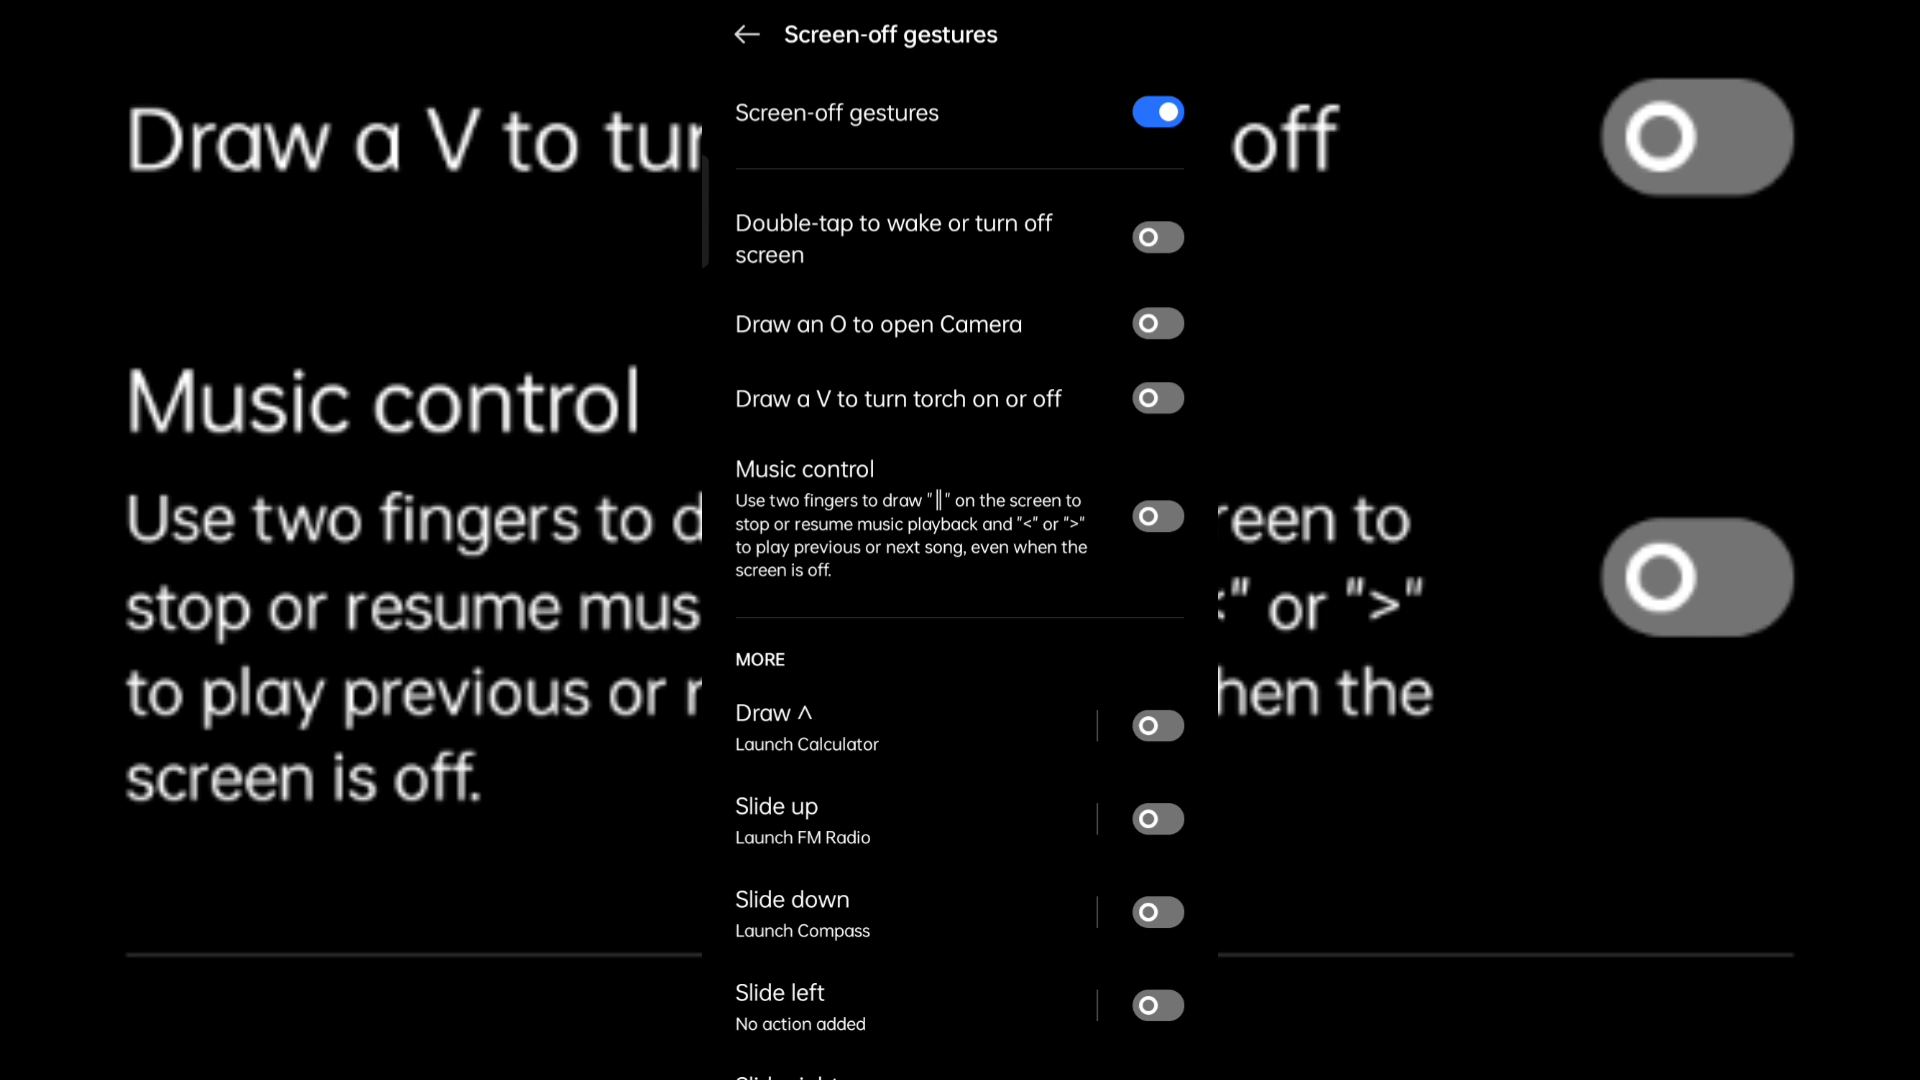 Screen-off gestures
Screen-off gestures
Double-tap to wake or turn off
screen
Draw an O to open Camera
Draw a V to turn torch on or off
Music control
Use two fingers to draw "||" on the screen to
stop or resume music playback and "<" or ">"
to play previous or next song, even when the
screen is off.
MORE
Draw ^
Launch Calculator
Slide up
Launch FM Radio
Slide down
Launch Compass
Slide left
No action added
Draw a V to tur
off
Music control
Use two fingers to d
reen to
stop or resume mus
" or ">"
to play previous or
hen the
screen is off.